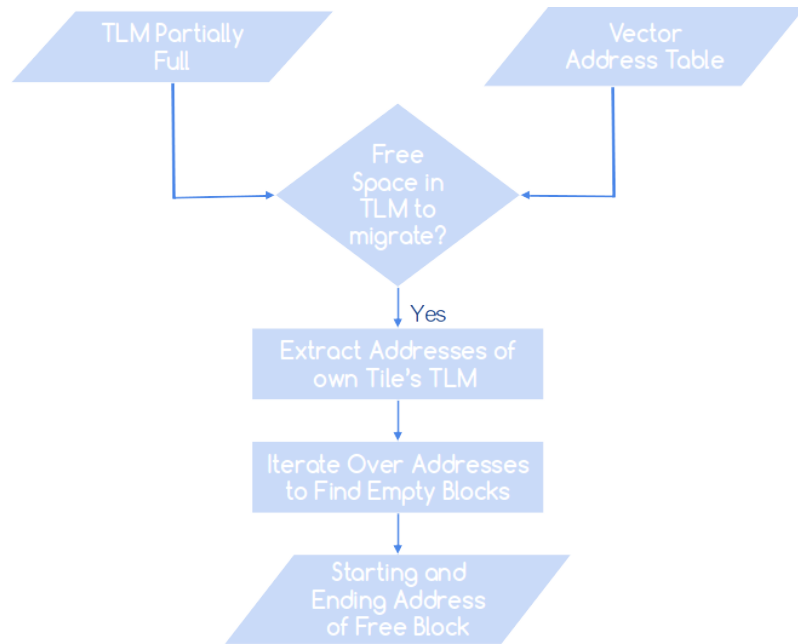 TLM Partially
Full
Vector
Address Table
Free
Space in
TLM to
migrate?
Yes
Extract Addresses of
own Tile's TLM
Iterate Over Addresses
to Find Empty Blocks
Starting and
Ending Address
of Free Block